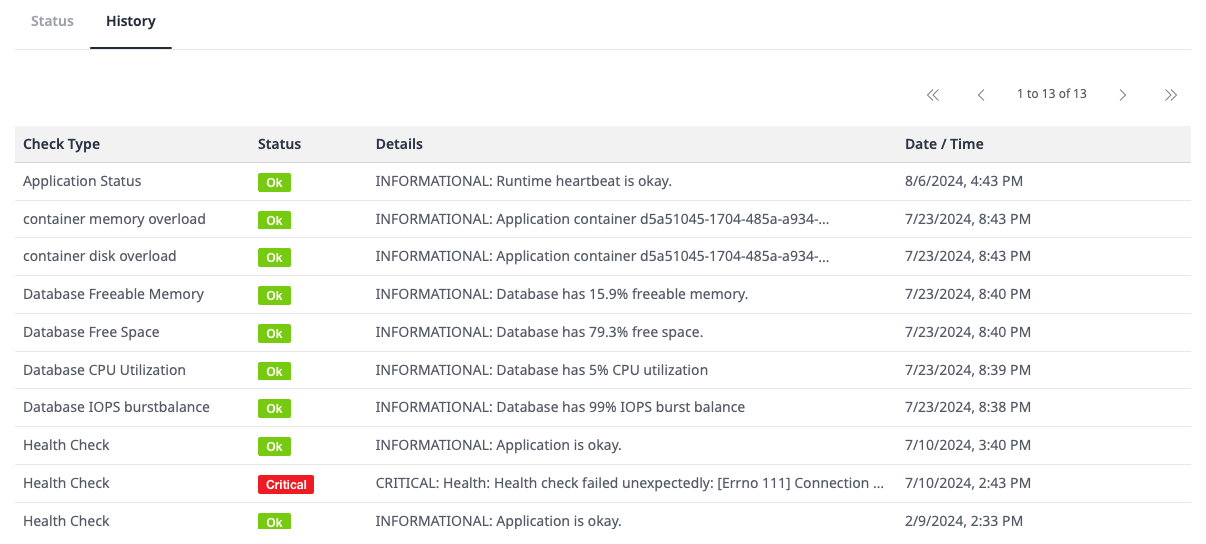 Status History
1 to 13 of 13
Check Type Status Details Date / Time
Application Status Ok INFORMATIONAL: Runtime heartbeat is okay. 8/6/2024, 4:43 PM
container memory overload Ok INFORMATIONAL: Application container d5a51045-1704-485a-a934-... 7/23/2024, 8:43 PM
container disk overload Ok INFORMATIONAL: Application container d5a51045-1704-485a-a934-... 7/23/2024, 8:43 PM
Database Freeable Memory Ok INFORMATIONAL: Database has 15.9% freeable memory. 7/23/2024, 8:40 PM
Database Free Space Ok INFORMATIONAL: Database has 79.3% free space. 7/23/2024, 8:40 PM
Database CPU Utilization Ok INFORMATIONAL: Database has 5% CPU utilization 7/23/2024, 8:39 PM
Database IOPS burstbalance Ok INFORMATIONAL: Database has 99% IOPS burst balance 7/23/2024, 8:38 PM
Health Check Ok INFORMATIONAL: Application is okay. 7/10/2024, 3:40 PM
Health Check Critical CRITICAL: Health: Health check failed unexpectedly: [Errno 111] Connection ... 7/10/2024, 2:43 PM
Health Check Ok INFORMATIONAL: Application is okay. 2/9/2024, 2:33 PM